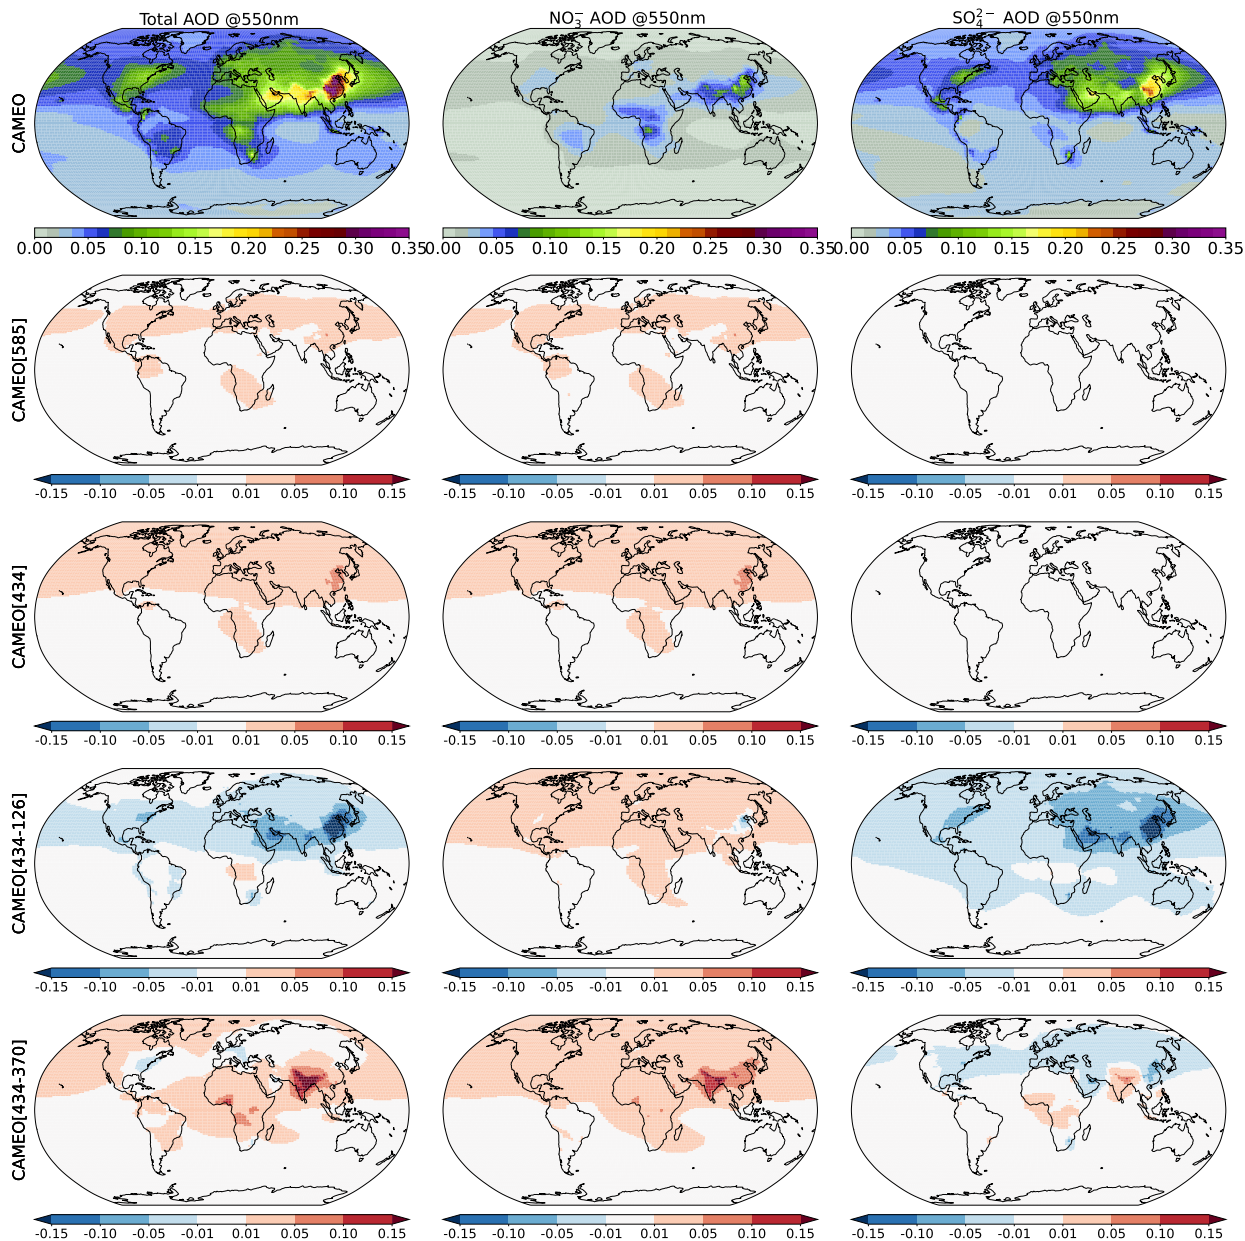 Total AOD @550nm
NO₃⁻ AOD @550nm
SO₄²⁻ AOD @550nm
CAMEO
0.00 0.05 0.10 0.15 0.20 0.25 0.30 0.35
0.00 0.05 0.10 0.15 0.20 0.25 0.30 0.35
0.00 0.05 0.10 0.15 0.20 0.25 0.30 0.35
CAMEO[585]
-0.15 -0.10 -0.05 -0.01 0.01 0.05 0.10 0.15
-0.15 -0.10 -0.05 -0.01 0.01 0.05 0.10 0.15
-0.15 -0.10 -0.05 -0.01 0.01 0.05 0.10 0.15
CAMEO[434]
-0.15 -0.10 -0.05 -0.01 0.01 0.05 0.10 0.15
-0.15 -0.10 -0.05 -0.01 0.01 0.05 0.10 0.15
-0.15 -0.10 -0.05 -0.01 0.01 0.05 0.10 0.15
CAMEO[434-126]
-0.15 -0.10 -0.05 -0.01 0.01 0.05 0.10 0.15
-0.15 -0.10 -0.05 -0.01 0.01 0.05 0.10 0.15
-0.15 -0.10 -0.05 -0.01 0.01 0.05 0.10 0.15
CAMEO[434-370]
-0.15 -0.10 -0.05 -0.01 0.01 0.05 0.10 0.15
-0.15 -0.10 -0.05 -0.01 0.01 0.05 0.10 0.15
-0.15 -0.10 -0.05 -0.01 0.01 0.05 0.10 0.15